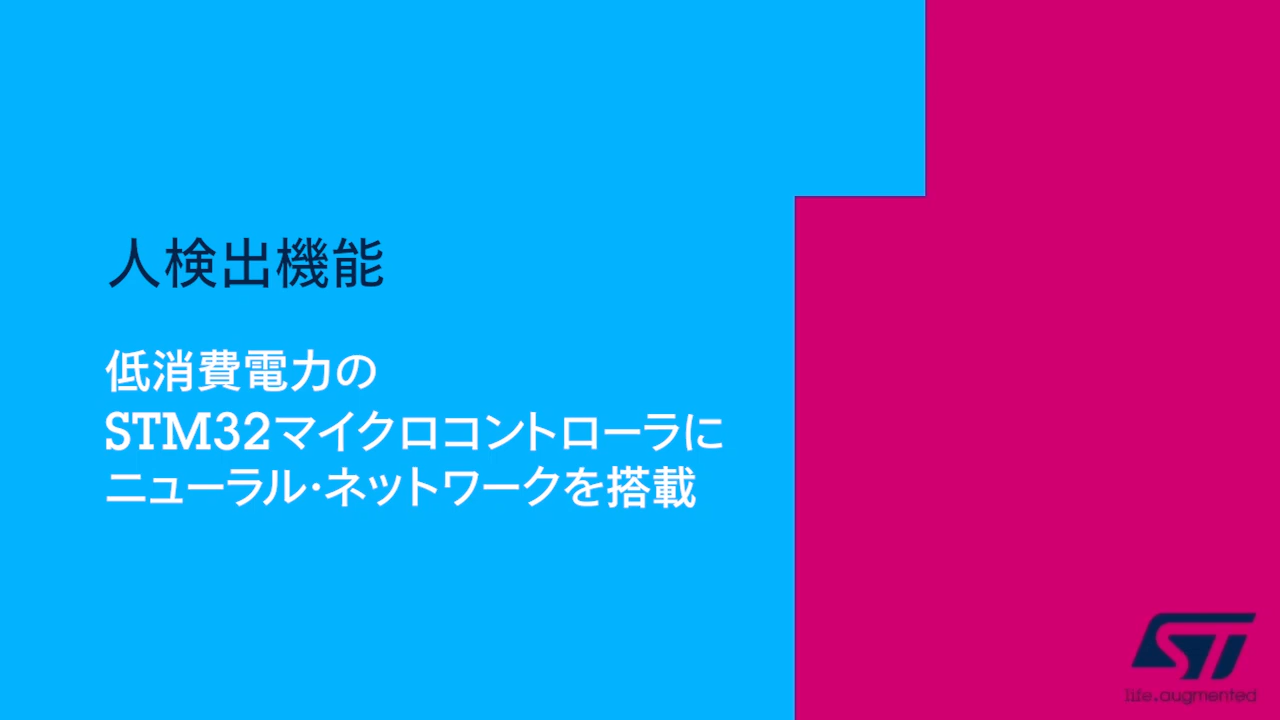 人検出機能
低消費電力の
STM32マイクロコントローラに
ニューラル・ネットワークを搭載
ST
life.augmented